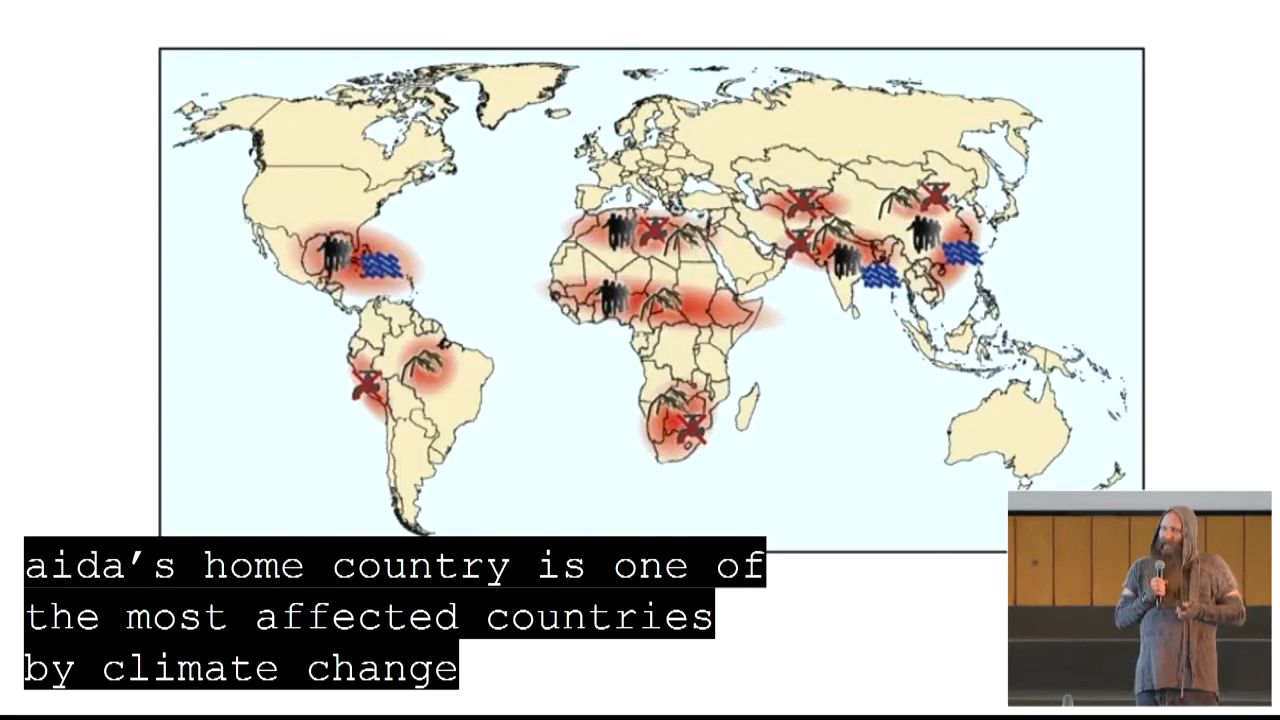 aida’s home country is one of
the most affected countries
by climate change